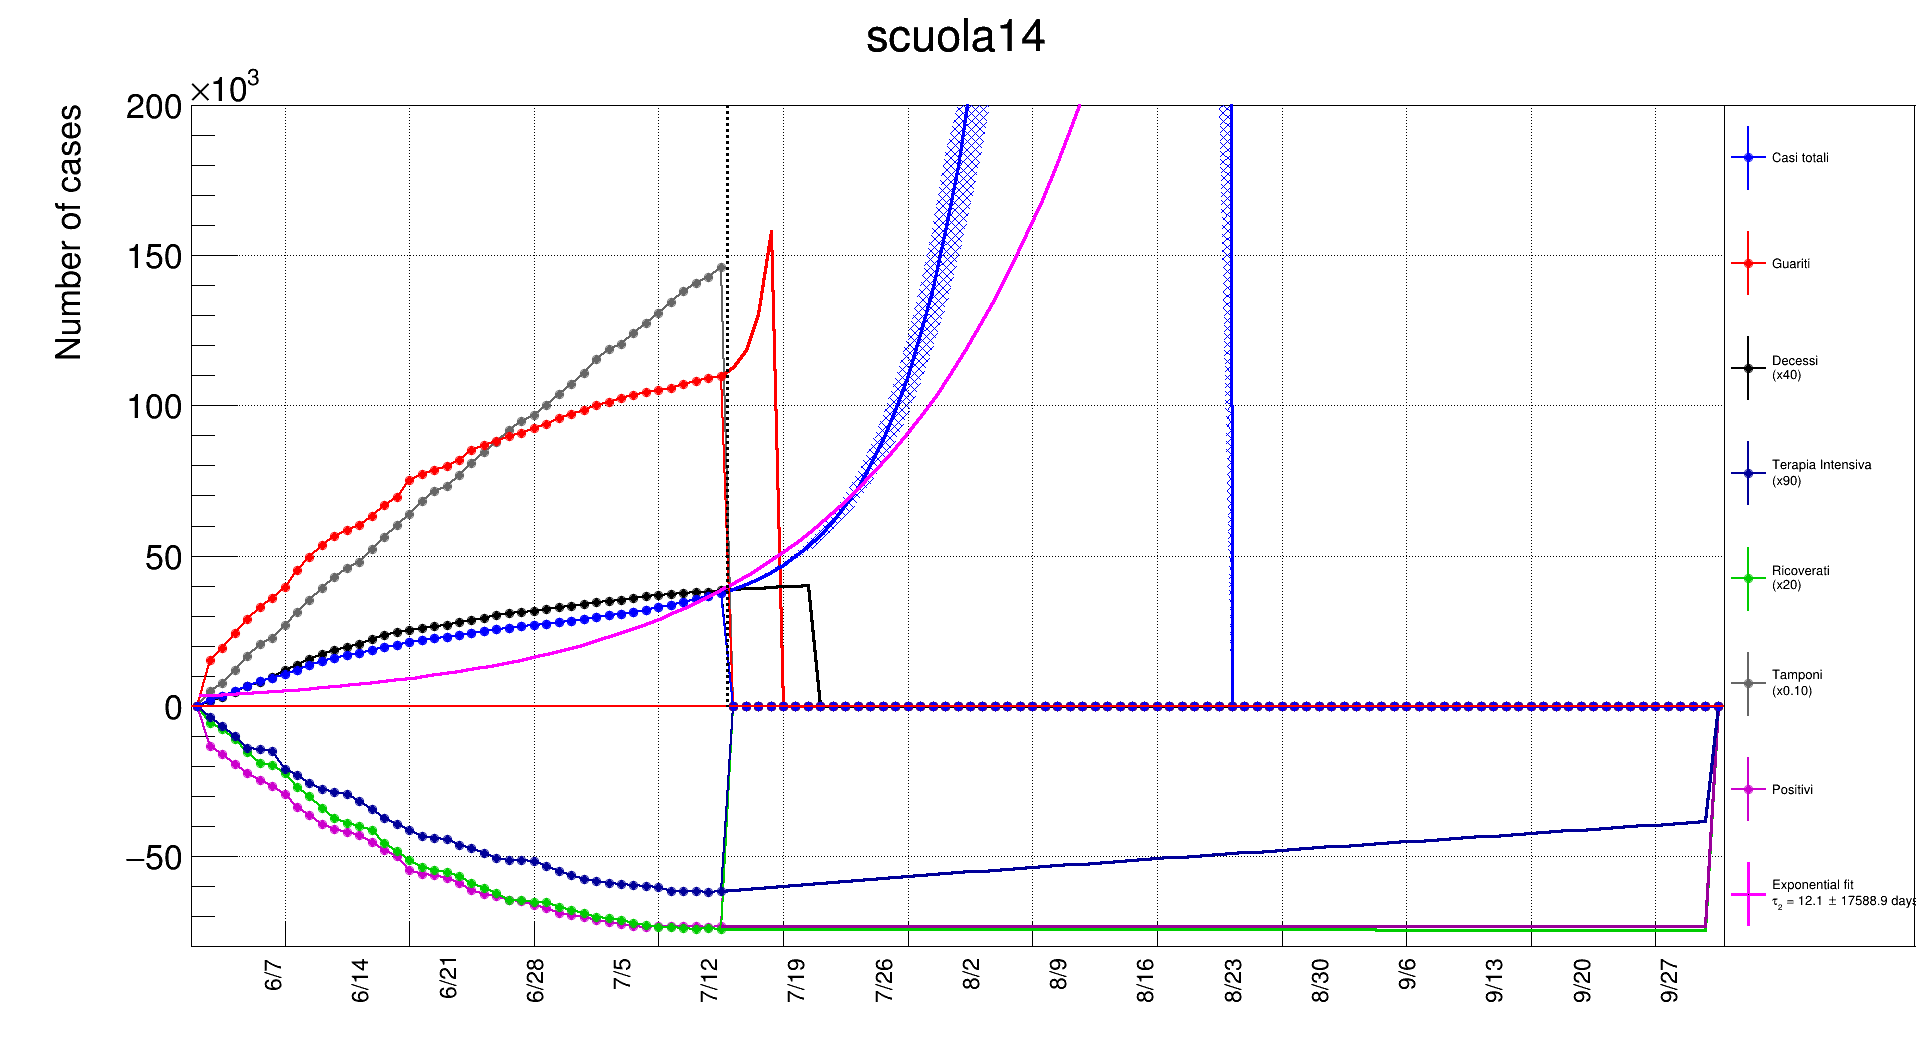 scuola14
×10³
Number of cases
200
150
100
50
0
−50
6/7
6/14
6/21
6/28
7/5
7/12
7/19
7/26
8/2
8/9
8/16
8/23
8/30
9/6
9/13
9/20
9/27
Casi totali
Guariti
Decessi
(x40)
Terapia Intensiva
(x90)
Ricoverati
(x20)
Tamponi
(x0.10)
Positivi
Exponential fit
τ₂ = 12.1 ± 17588.9 days